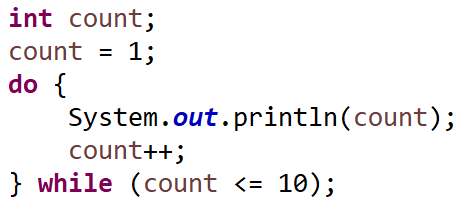 int count;
count = 1;
do {
    System.out.println(count);
    count++;
} while (count <= 10);